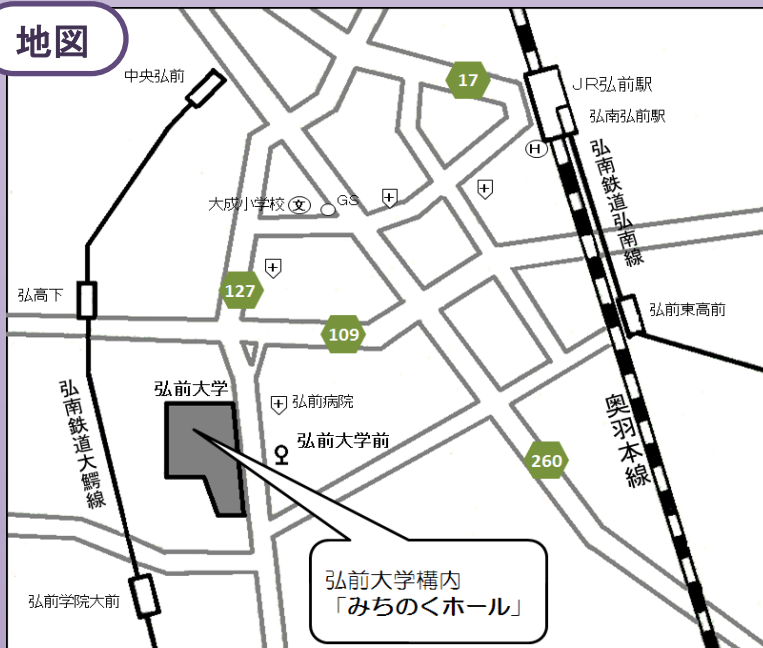 地図
中央弘前
17
JR弘前駅
弘南弘前駅
H
弘南鉄道弘南線
大成小学校
文
GS
127
弘高下
109
弘前東高前
弘前大学
弘前病院
弘前大学前
弘南鉄道大鰐線
奥羽本線
260
弘前大学構内
「みちのくホール」
弘前学院大前